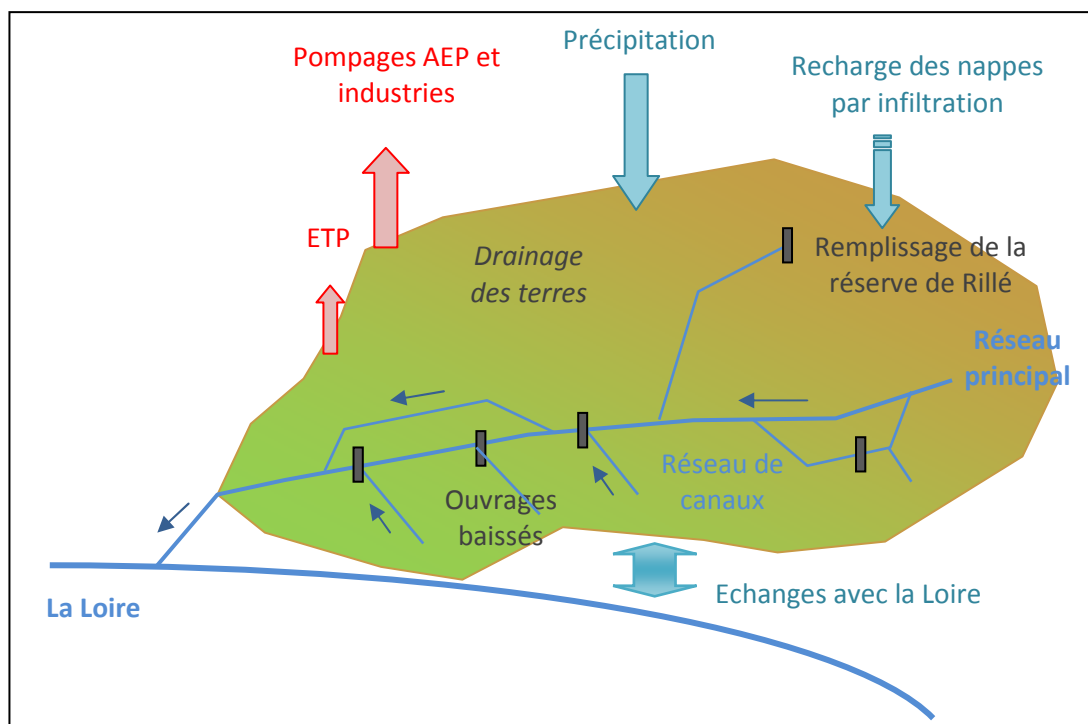 Précipitation
Pompages AEP et
industries
Recharge des nappes
par infiltration
ETP
Drainage
des terres
Remplissage de la
réserve de Rillé
Réseau
principal
Réseau de
canaux
Ouvrages
baissés
La Loire
Echanges avec la Loire